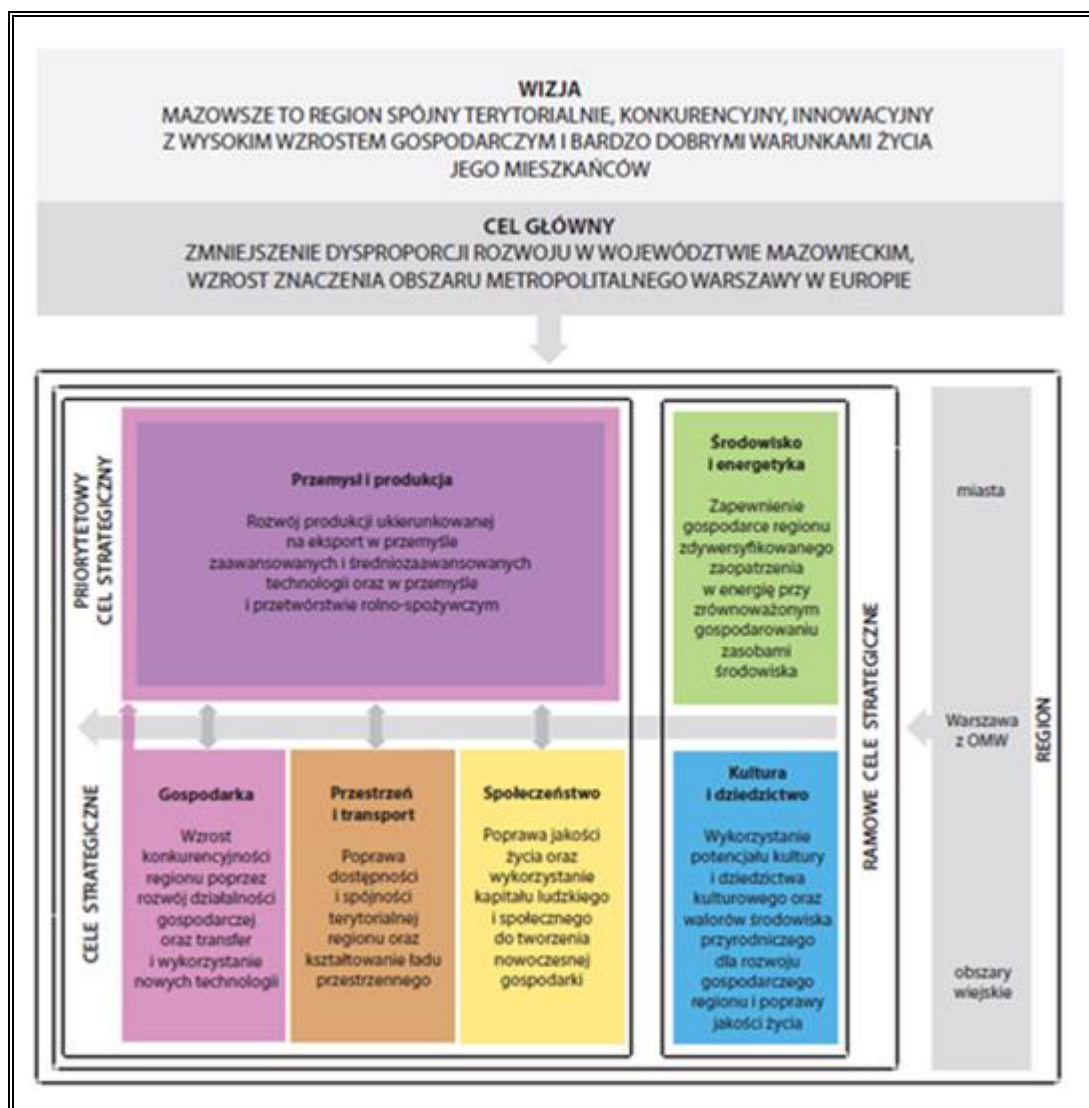 WIZJA
MAZOWSZE TO REGION SPÓJNY TERYTORIALNIE, KONKURENCYJNY, INNOWACYJNY
Z WYSOKIM WZROSTEM GOSPODARCZYM I BARDZO DOBRYMI WARUNKAMI ŻYCIA
JEGO MIESZKAŃCÓW
CEL GŁÓWNY
ZMNIEJSZENIE DYSPROPORCJI ROZWOJU W WOJEWÓDZTWIE MAZOWIECKIM,
WZROST ZNACZENIA OBSZARU METROPOLITALNEGO WARSZAWY W EUROPIE
PRIORYTETOWY
CEL STRATEGICZNY
Przemysł i produkcja
Rozwój produkcji ukierunkowanej
na eksport w przemyśle
zaawansowanych i średniozaawansowanych
technologii oraz w przemyśle
i przetwórstwie rolno-spożywczym
Środowisko
i energetyka
Zapewnienie
gospodarce regionu
zdywersyfikowanego
zaopatrzenia
w energię przy
zrównoważonym
gospodarowaniu
zasobami
środowiska
CELE STRATEGICZNE
Gospodarka
Wzrost
konkurencyjności
regionu poprzez
rozwój działalności
gospodarczej
oraz transfer
i wykorzystanie
nowych technologii
Przestrzeń
i transport
Poprawa
dostępności
i spójności
terytorialnej
regionu oraz
kształtowanie ładu
przestrzennego
Społeczeństwo
Poprawa jakości
życia oraz
wykorzystanie
kapitału ludzkiego
i społecznego
do tworzenia
nowoczesnej
gospodarki
Kultura
i dziedzictwo
Wykorzystanie
potencjału kultury
i dziedzictwa
kulturowego oraz
walorów środowiska
przyrodniczego
dla rozwoju
gospodarczego
regionu i poprawy
jakości życia
RAMOWE CELE STRATEGICZNE
miasta
Warszawa
z OMW
obszary
wiejskie
REGION